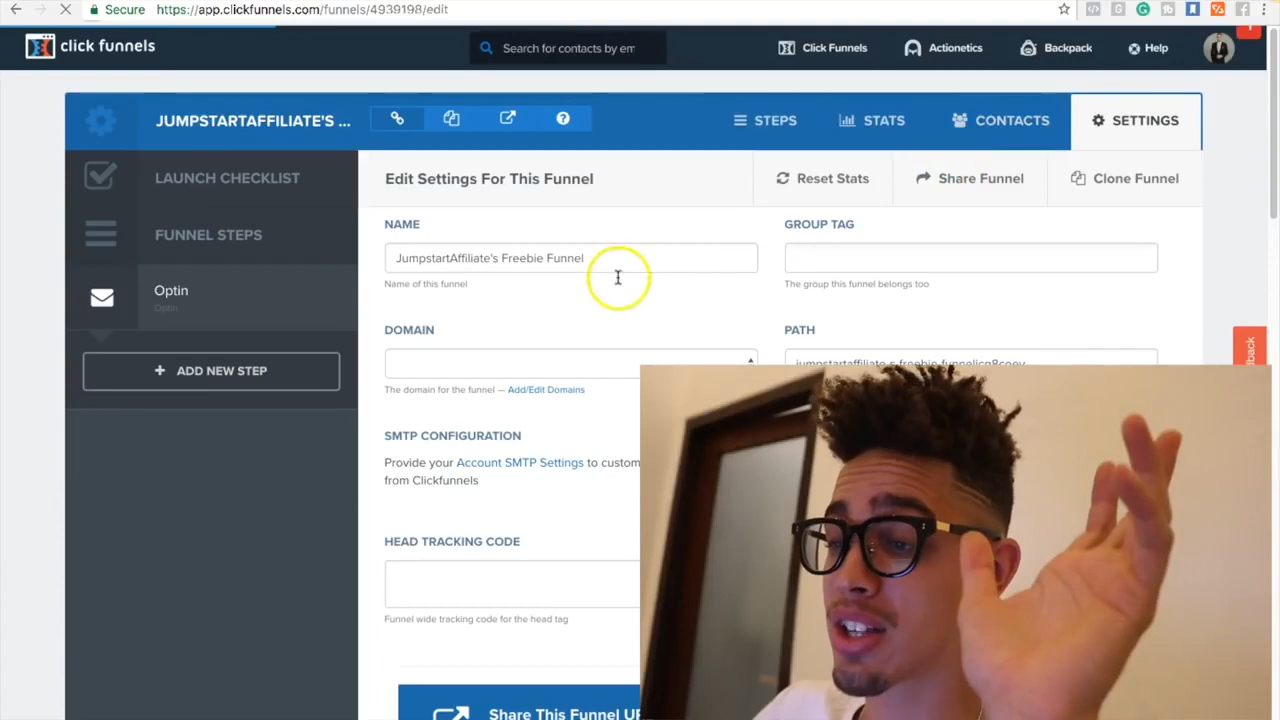 Secure https://app.clickfunnels.com/funnels/4939198/edit
click funnels
Search for contacts by em
Click Funnels
Actionetics
Backpack
Help
JUMPSTARTAFFILIATE'S ...
STEPS
STATS
CONTACTS
SETTINGS
LAUNCH CHECKLIST
FUNNEL STEPS
Optin
Optin
+ ADD NEW STEP
Edit Settings For This Funnel
Reset Stats
Share Funnel
Clone Funnel
NAME
GROUP TAG
JumpstartAffiliate's Freebie Funnel
Name of this funnel
The group this funnel belongs too
DOMAIN
PATH
The domain for the funnel — Add/Edit Domains
SMTP CONFIGURATION
Provide your Account SMTP Settings to custom
from Clickfunnels
HEAD TRACKING CODE
Funnel wide tracking code for the head tag
Share This Funnel UR